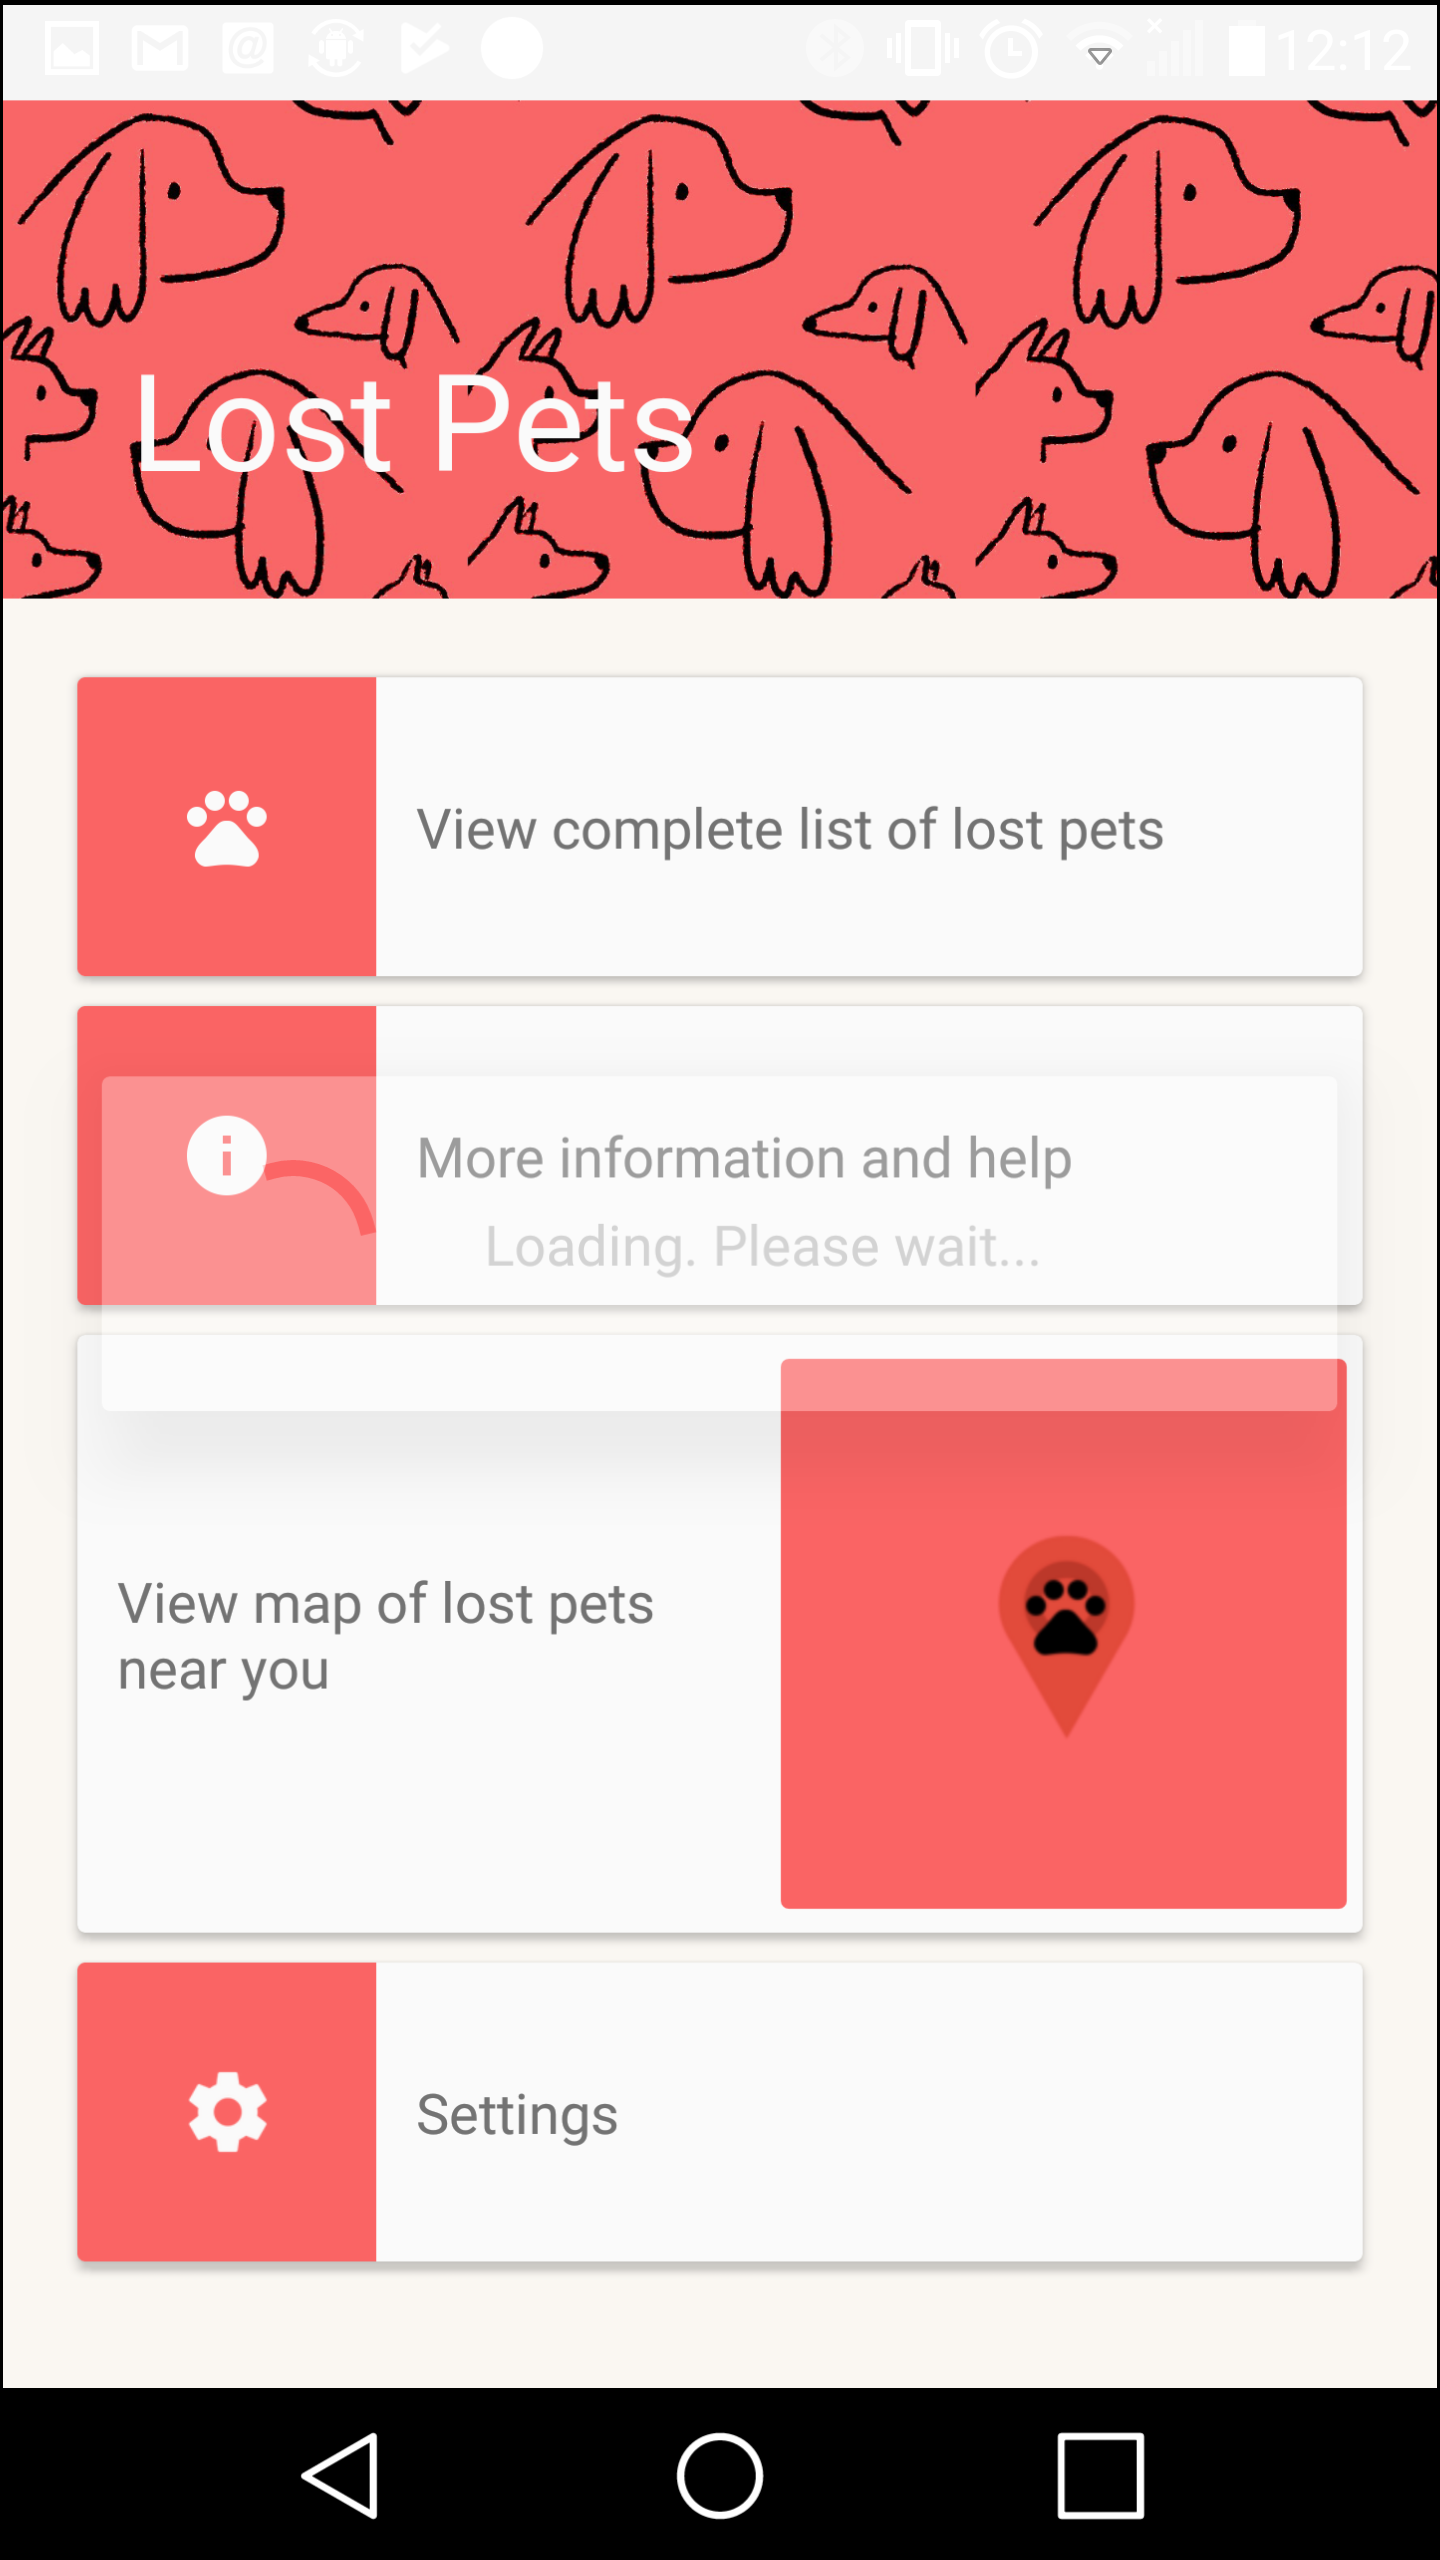 12:12
Lost Pets
View complete list of lost pets
More information and help
Loading. Please wait...
View map of lost pets
near you
Settings